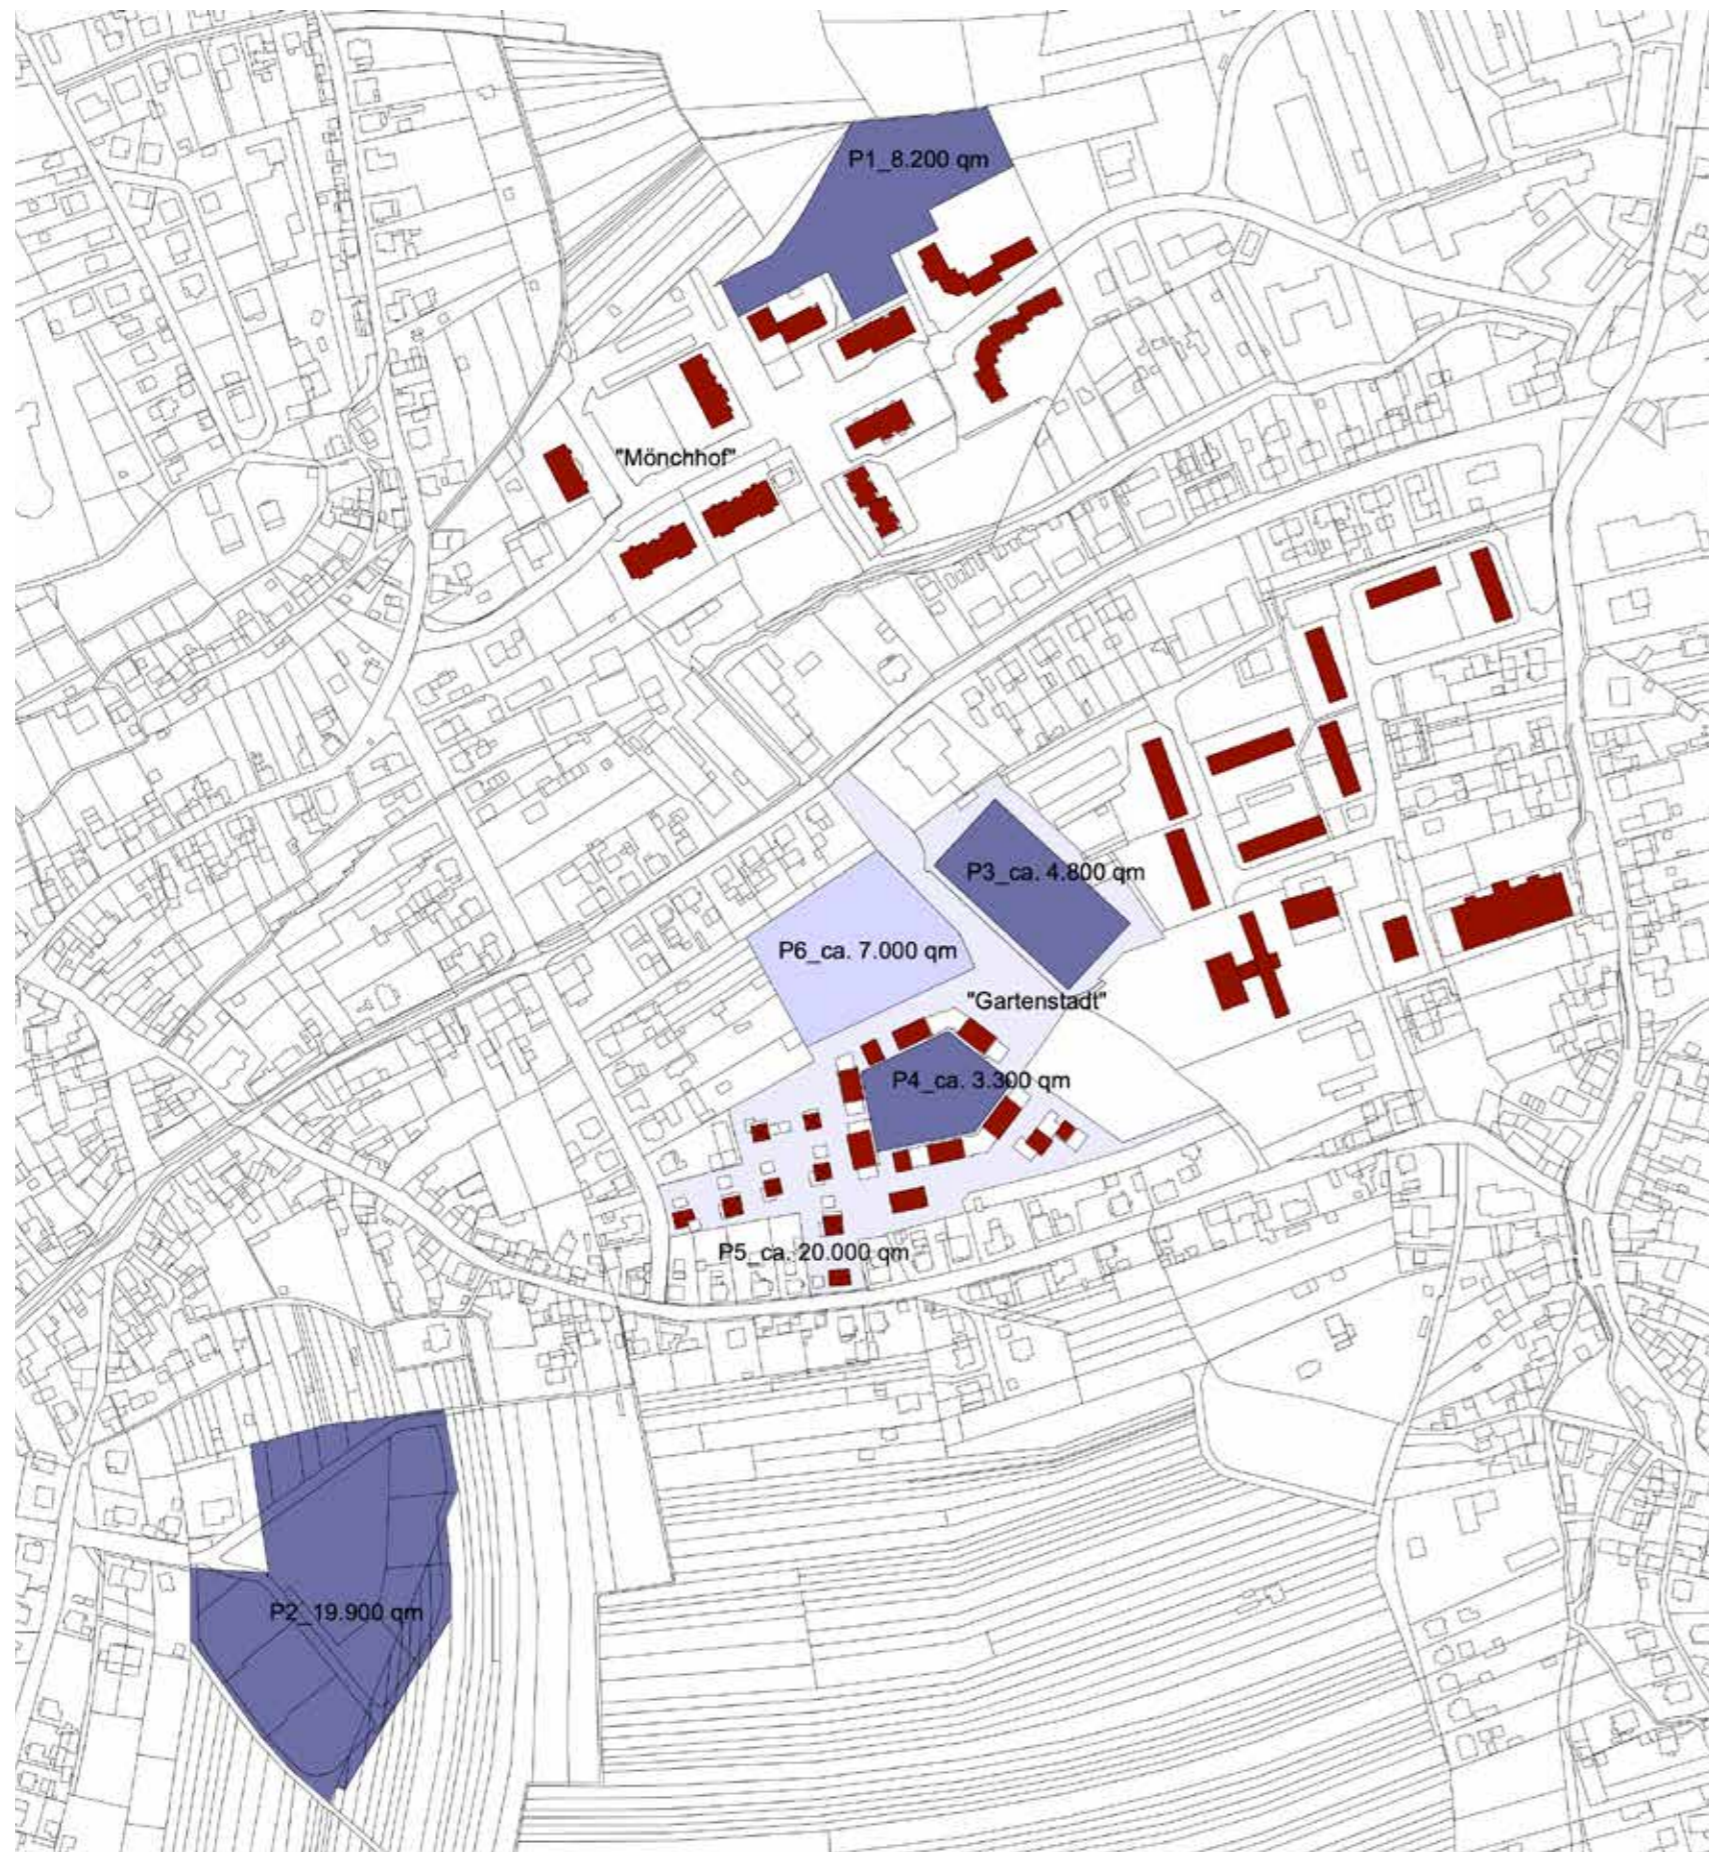 P1_8.200 qm
"Mönchhof"
P3_ca. 4.800 qm
P6_ca. 7.000 qm
"Gartenstadt"
P4_ca. 3.300 qm
P5_ca. 20.000 qm
P2_19.900 qm